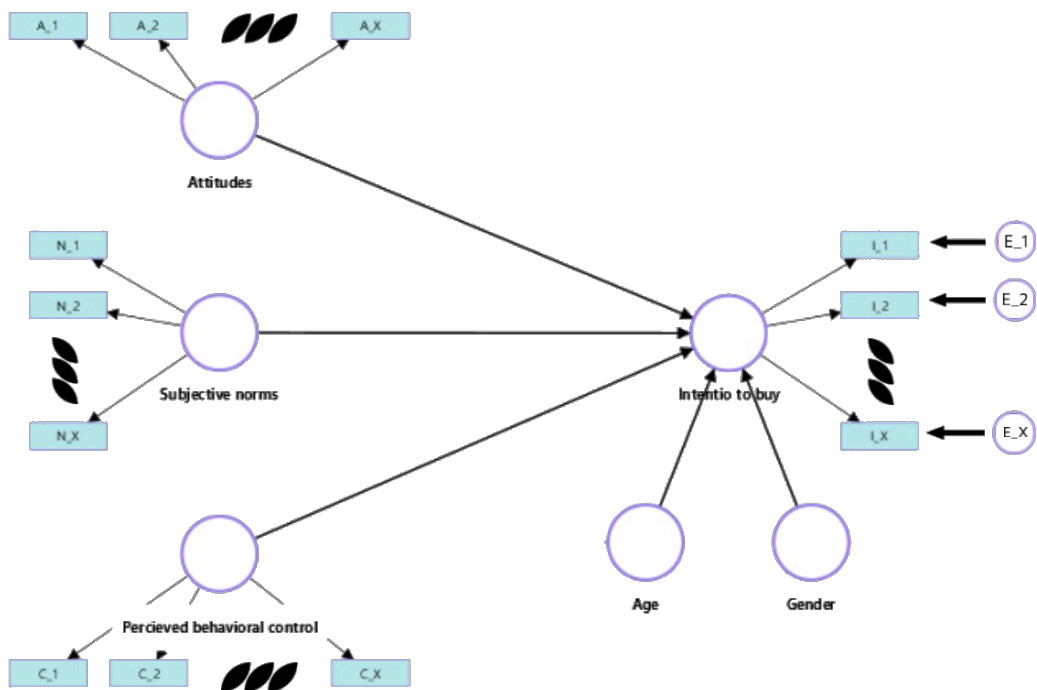 A_1
A_2
A_X
Attitudes
N_1
N_2
N_X
Subjective norms
I_1
I_2
I_X
E_1
E_2
E_X
Intentio to buy
Age
Gender
Percieved behavioral control
C_1
C_2
C_X